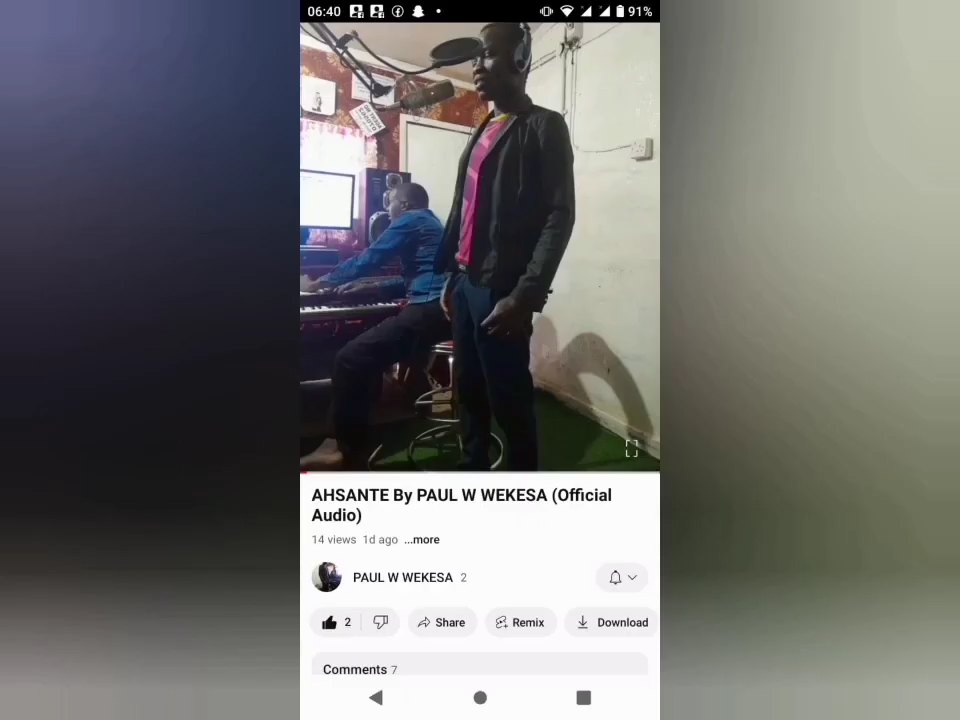 06:40
91%
AHSANTE By PAUL W WEKESA (Official
Audio)
14 views 1d ago ...more
PAUL W WEKESA 2
2 Share Remix Download
Comments 7